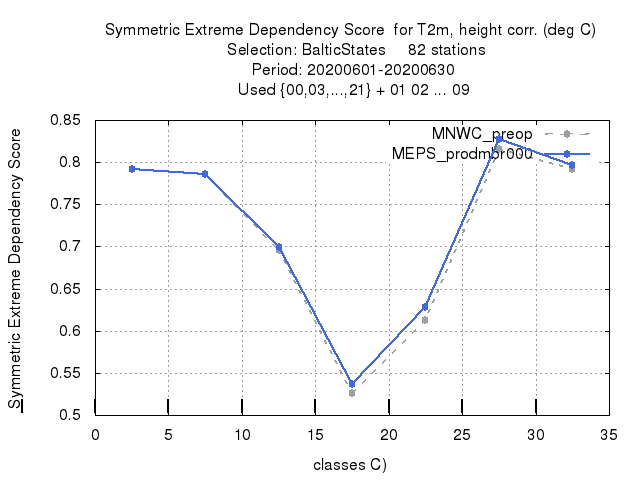 Symmetric Extreme Dependency Score  for T2m, height corr. (deg C)
Selection: BalticStates     82 stations
Period: 20200601-20200630
Used {00,03,...,21} + 01 02 ... 09
Symmetric Extreme Dependency Score
0.85
0.8
0.75
0.7
0.65
0.6
0.55
0.5
MNWC_preop
MEPS_prodmbr000
0 5 10 15 20 25 30 35
classes C)